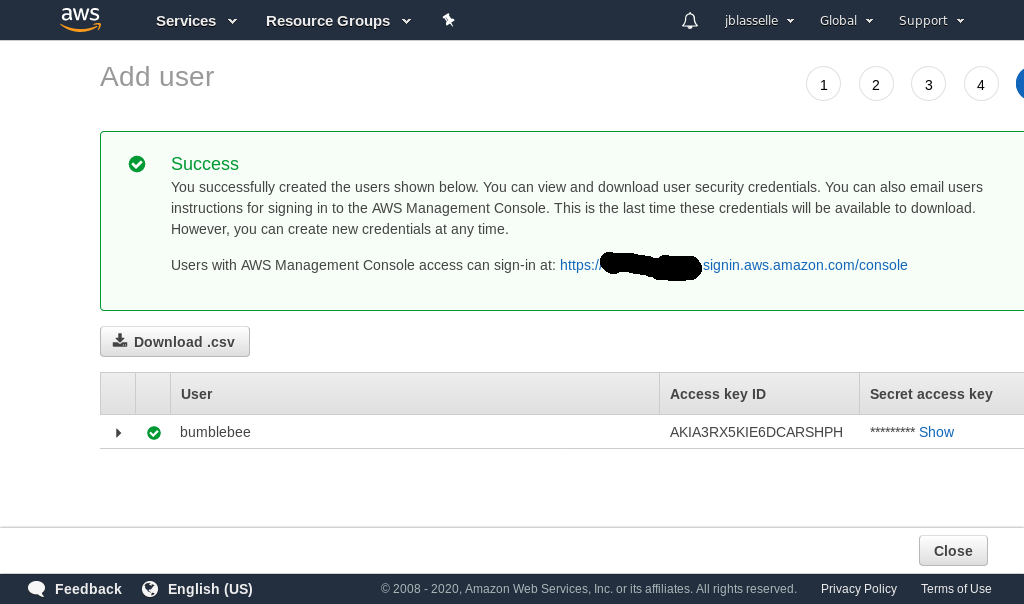 aws Services Resource Groups jblasselle Global Support
Add user 1 2 3 4
Success
You successfully created the users shown below. You can view and download user security credentials. You can also email users
instructions for signing in to the AWS Management Console. This is the last time these credentials will be available to download.
However, you can create new credentials at any time.
Users with AWS Management Console access can sign-in at: https:/ signin.aws.amazon.com/console
Download .csv
User Access key ID Secret access key
bumblebee AKIA3RX5KIE6DCARSHPH ********* Show
Close
Feedback English (US) © 2008 - 2020, Amazon Web Services, Inc. or its affiliates. All rights reserved. Privacy Policy Terms of Use